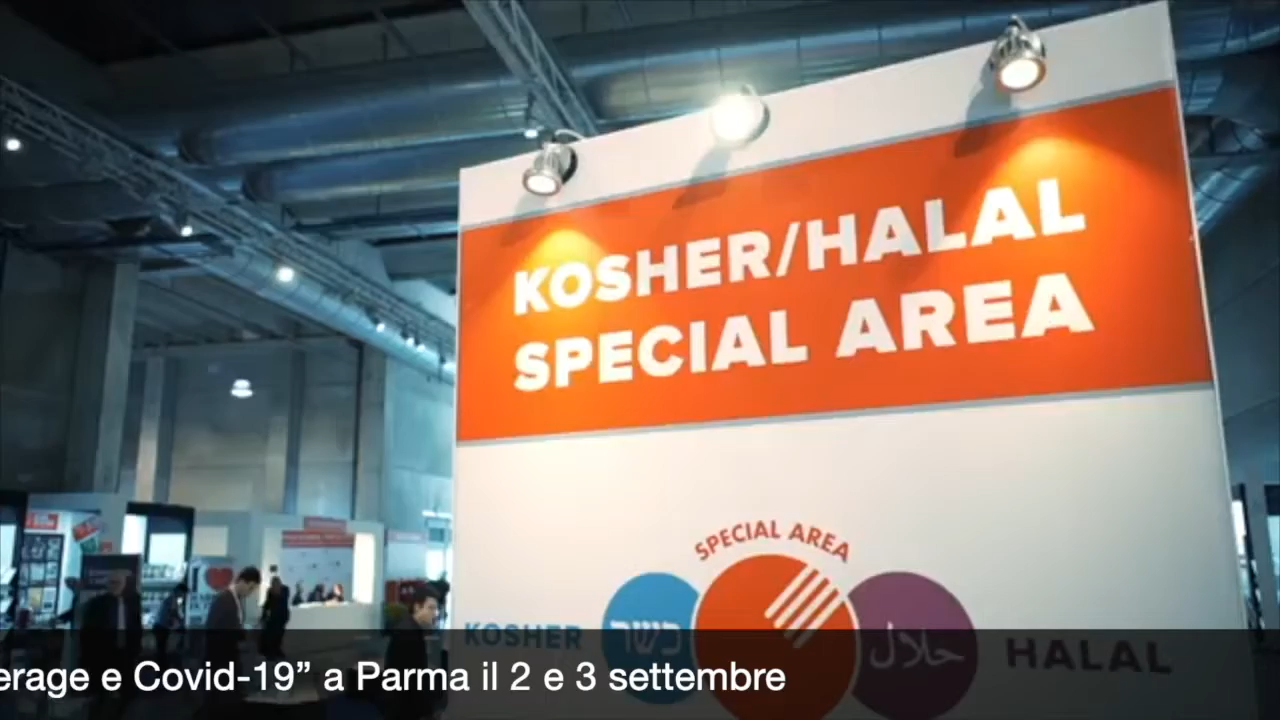 KOSHER/HALAL
SPECIAL AREA
SPECIAL AREA
KOSHER
כשר
حلال
HALAL
erage e Covid-19” a Parma il 2 e 3 settembre